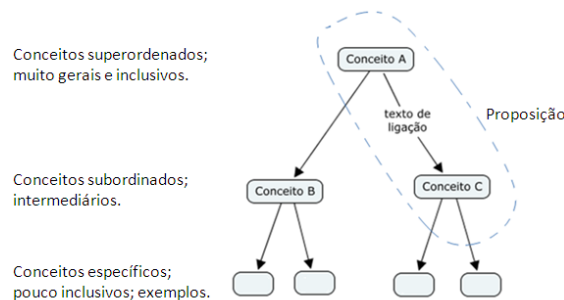 Conceitos superordenados;
muito gerais e inclusivos.
Conceito A
texto de
ligação
Proposição
Conceitos subordinados;
intermediários.
Conceito B
Conceito C
Conceitos específicos;
pouco inclusivos; exemplos.